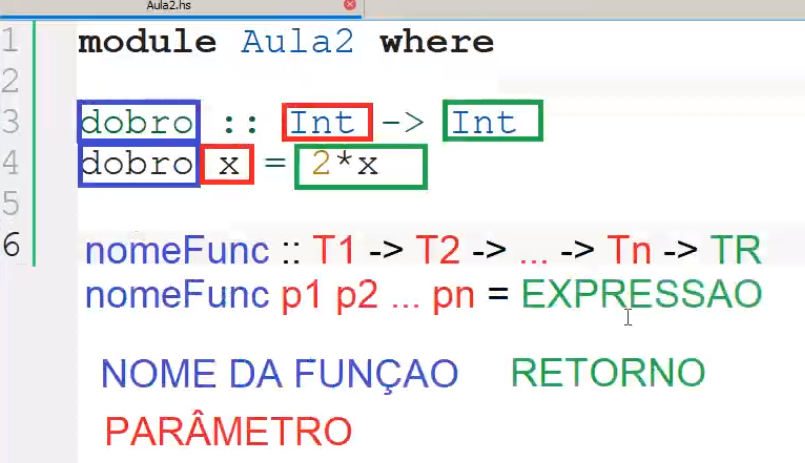 Aula2.hs
1 module Aula2 where
2
3 dobro :: Int -> Int
4 dobro x = 2*x
5
6 nomeFunc :: T1 -> T2 -> ... -> Tn -> TR
nomeFunc p1 p2 ... pn = EXPRESSAO
NOME DA FUNÇAO RETORNO
PARÂMETRO